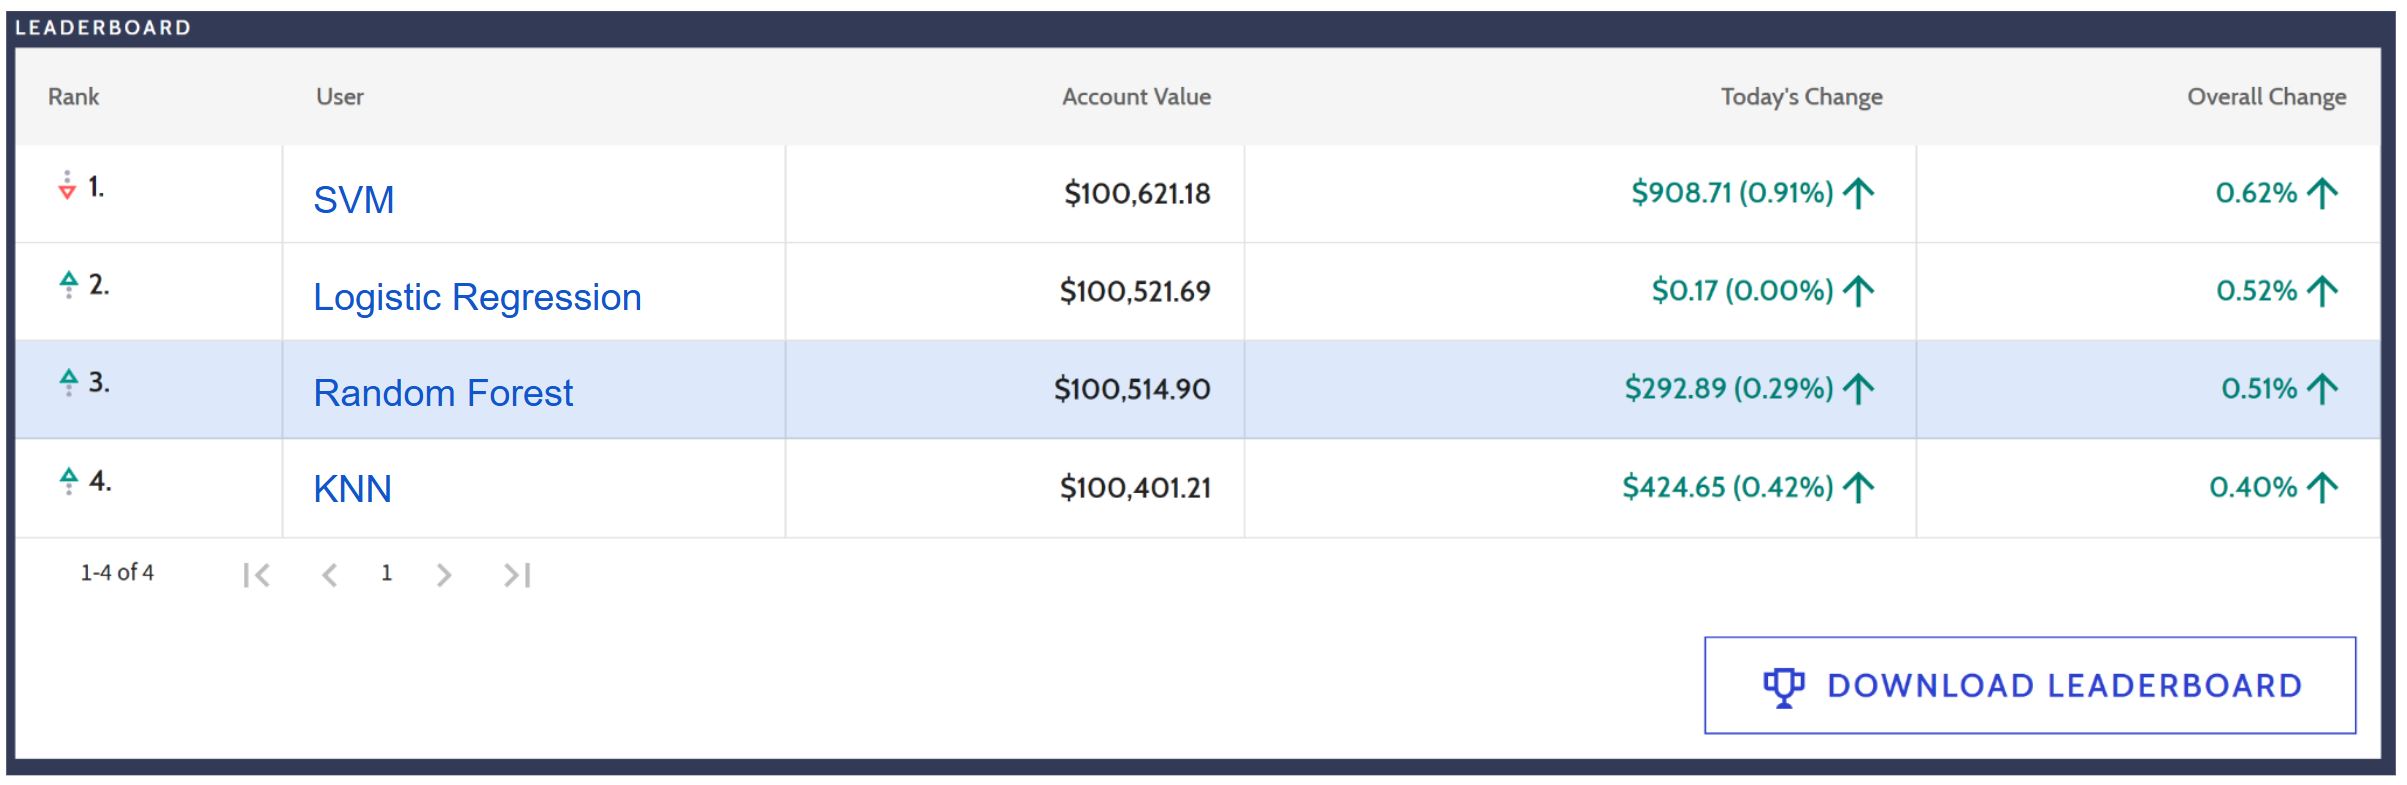 LEADERBOARD
Rank User Account Value Today's Change Overall Change
1. SVM $100,621.18 $908.71 (0.91%) 0.62%
2. Logistic Regression $100,521.69 $0.17 (0.00%) 0.52%
3. Random Forest $100,514.90 $292.89 (0.29%) 0.51%
4. KNN $100,401.21 $424.65 (0.42%) 0.40%
1-4 of 4 1
DOWNLOAD LEADERBOARD